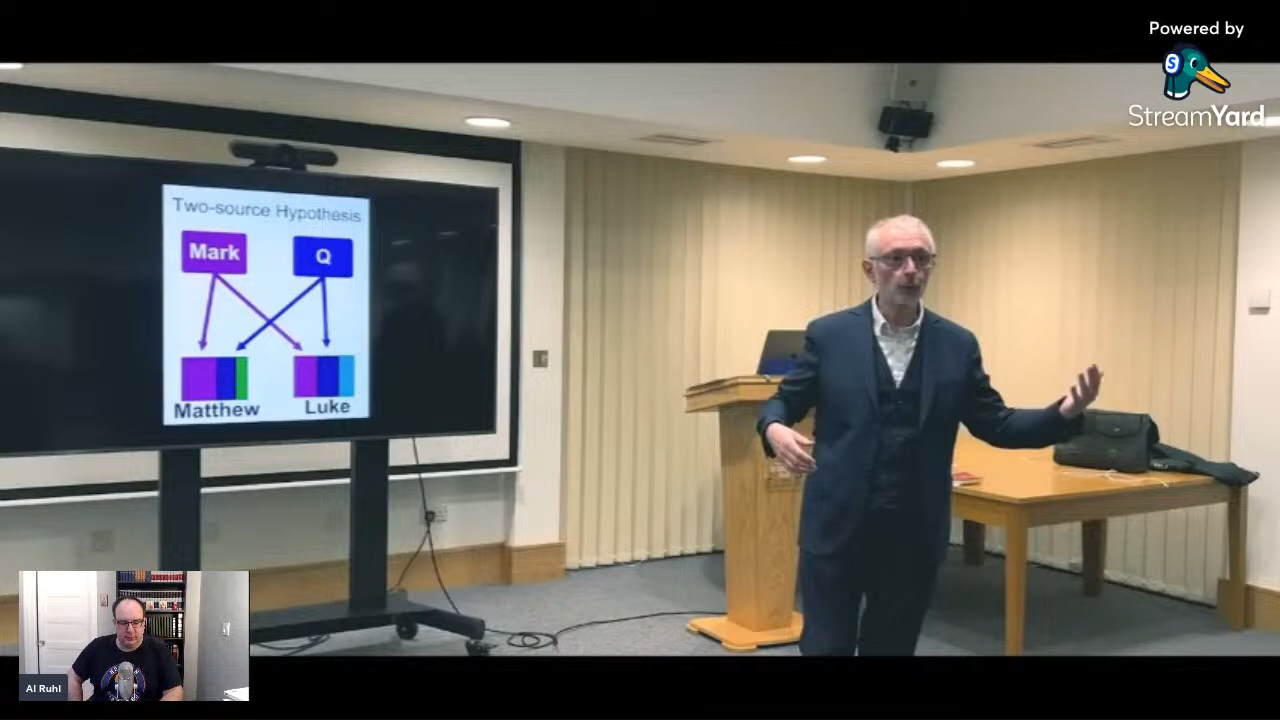 Powered by
StreamYard
Two-source Hypothesis
Mark
Q
Matthew
Luke
S
Al Ruhl